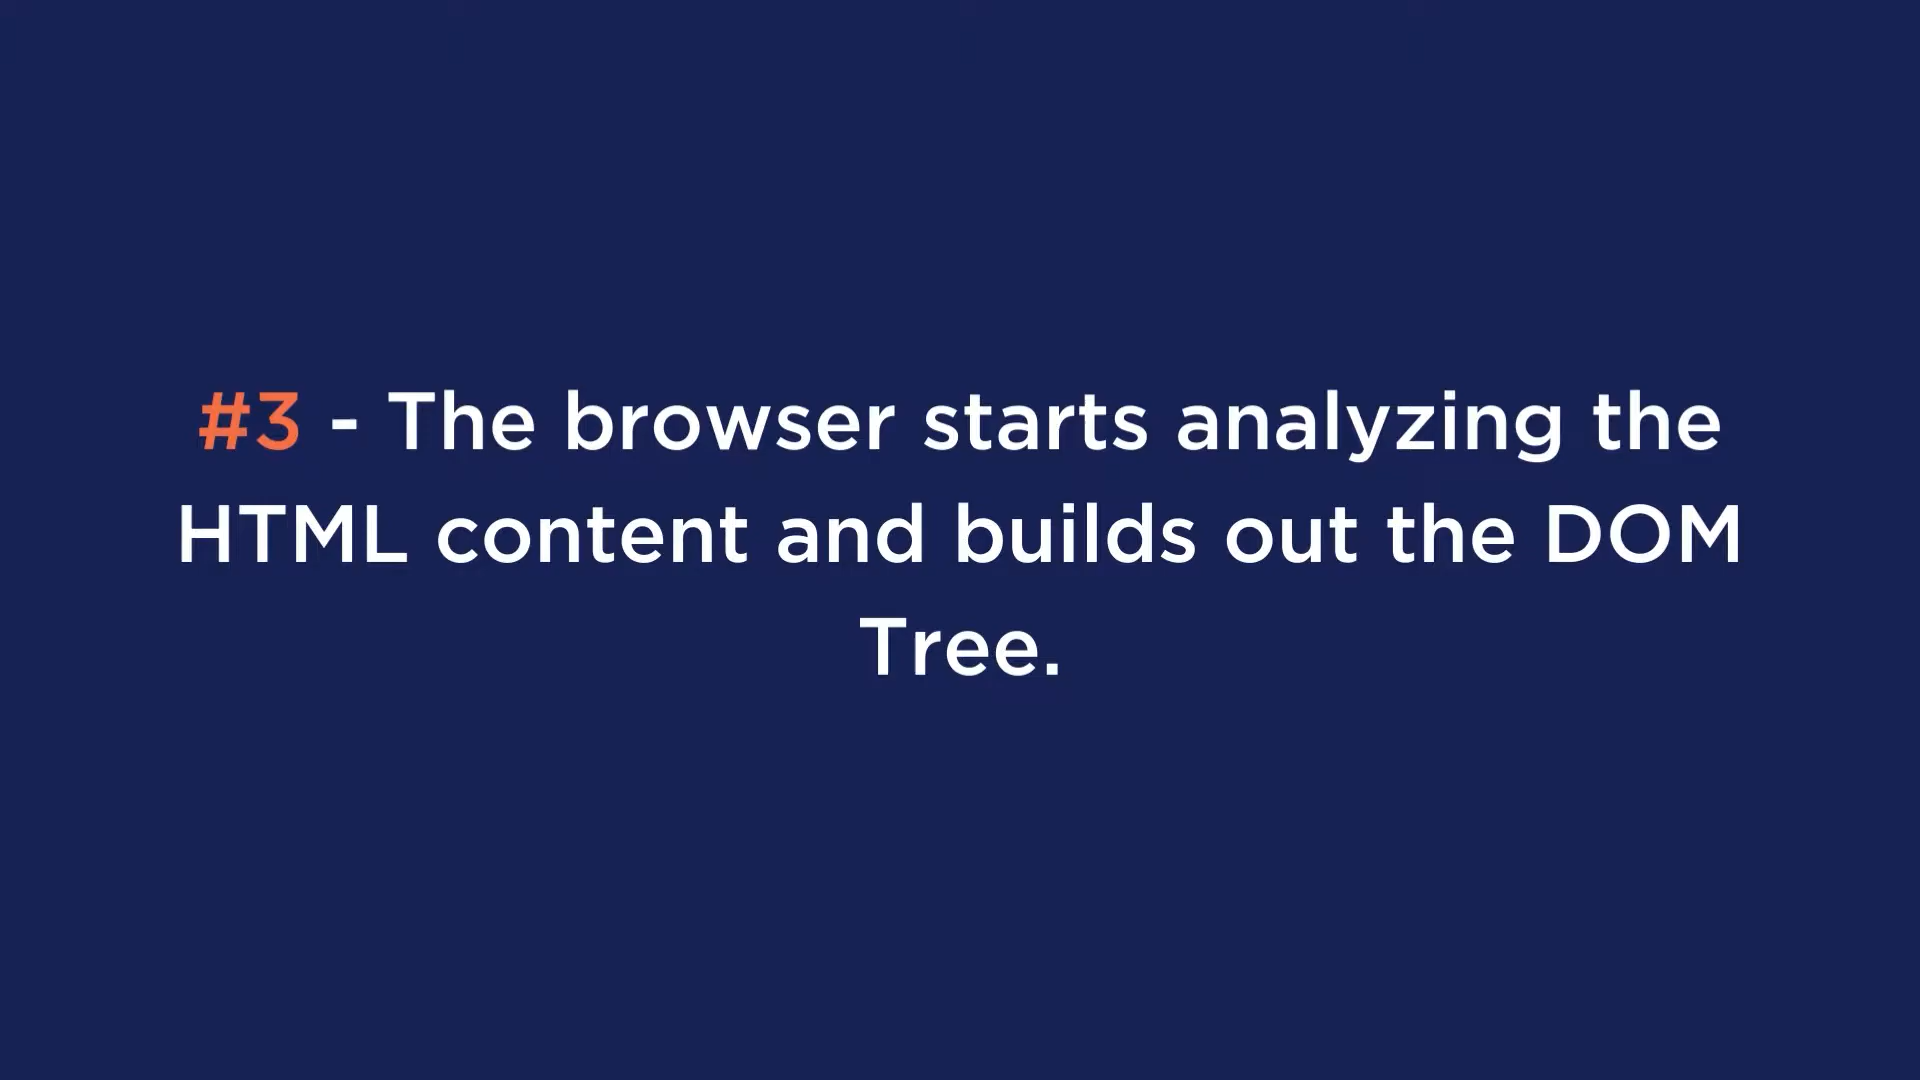 #3 - The browser starts analyzing the
HTML content and builds out the DOM
Tree.